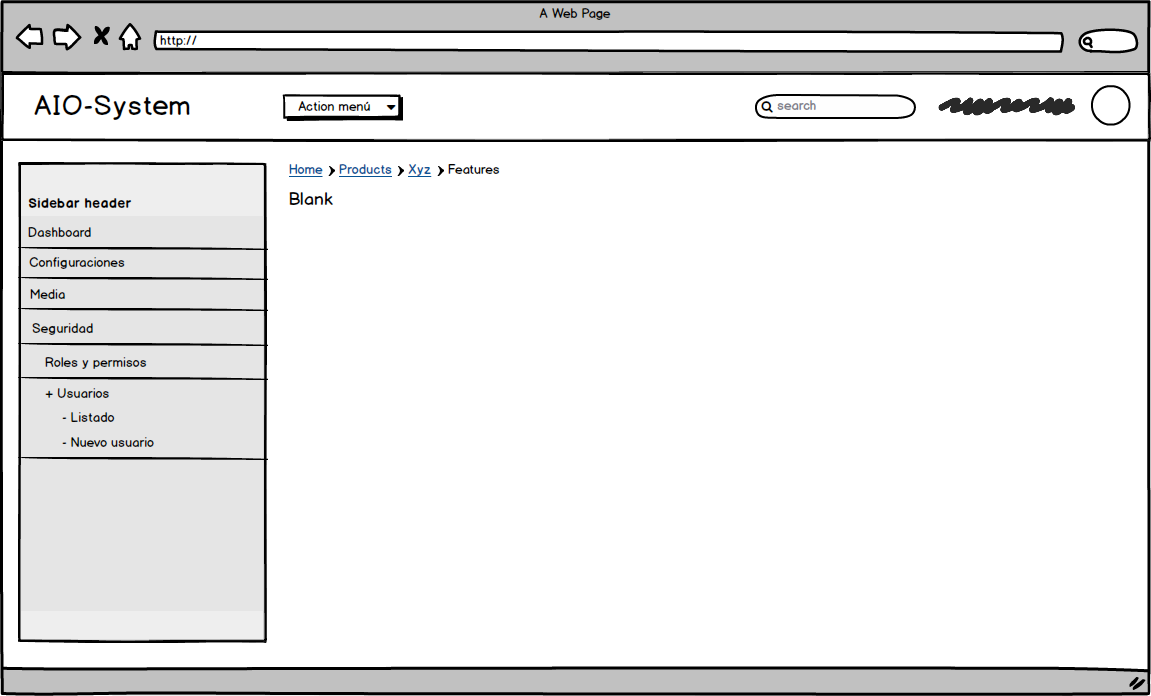 A Web Page
http://
AIO-System
Action menú
search
Home Products Xyz Features
Blank
Sidebar header
Dashboard
Configuraciones
Media
Seguridad
Roles y permisos
+ Usuarios
- Listado
- Nuevo usuario